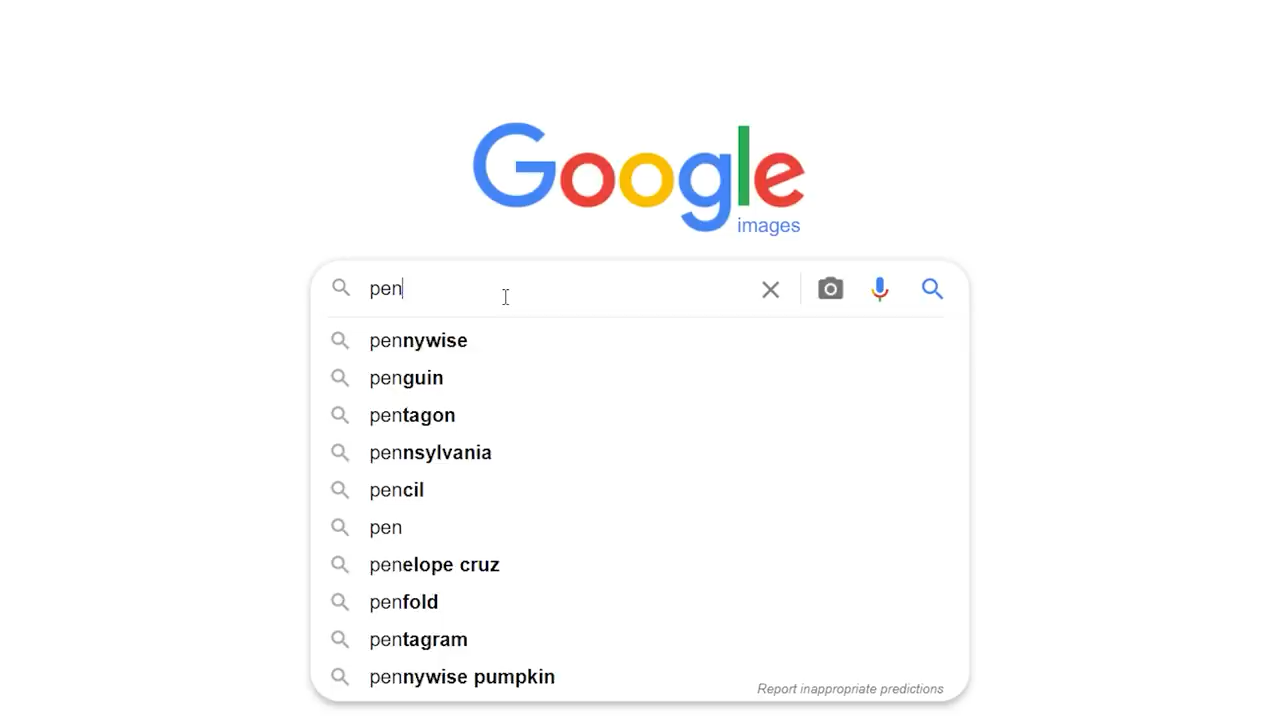 Google
images
pen
pennywise
penguin
pentagon
pennsylvania
pencil
pen
penelope cruz
penfold
pentagram
pennywise pumpkin
Report inappropriate predictions